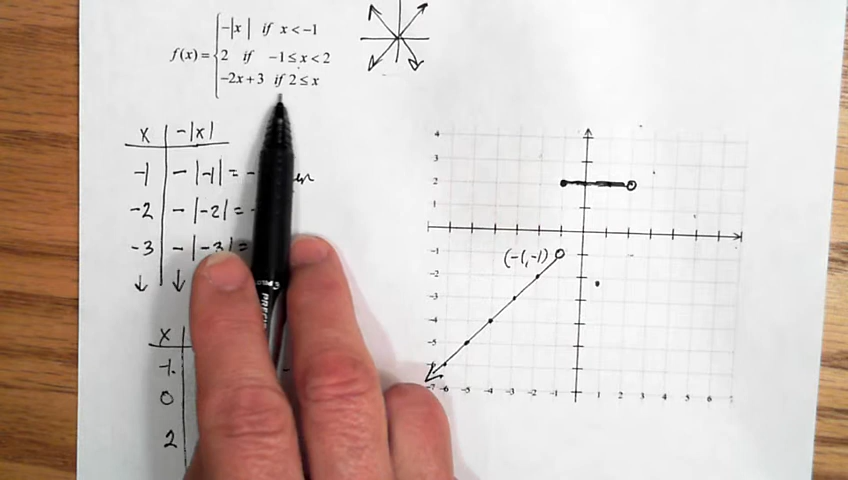 -|x| if x < -1
f(x) = 2 if -1 ≤ x < 2
-2x + 3 if 2 ≤ x
x -|x|
-1 -|-1| = -
-2 -|-2| = -
-3 -|-3| =
↓ ↓
x
-1
0
2
4
3
2
1
(-1,-1)
-1
-2
-3
-4
-5
-7 -6 -5 -4 -3 -2 -1 1 2 3 4 5 6